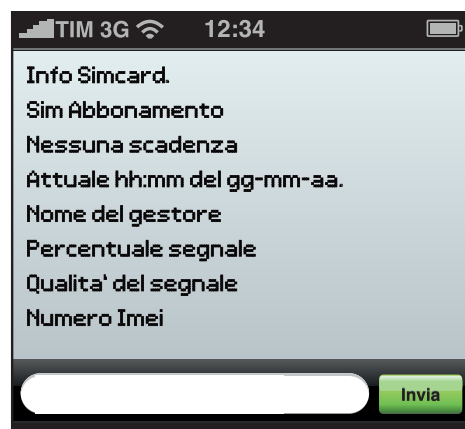 TIM 3G 12:34
Info Simcard.
Sim Abbonamento
Nessuna scadenza
Attuale hh:mm del gg-mm-aa.
Nome del gestore
Percentuale segnale
Qualita' del segnale
Numero Imei
Invia